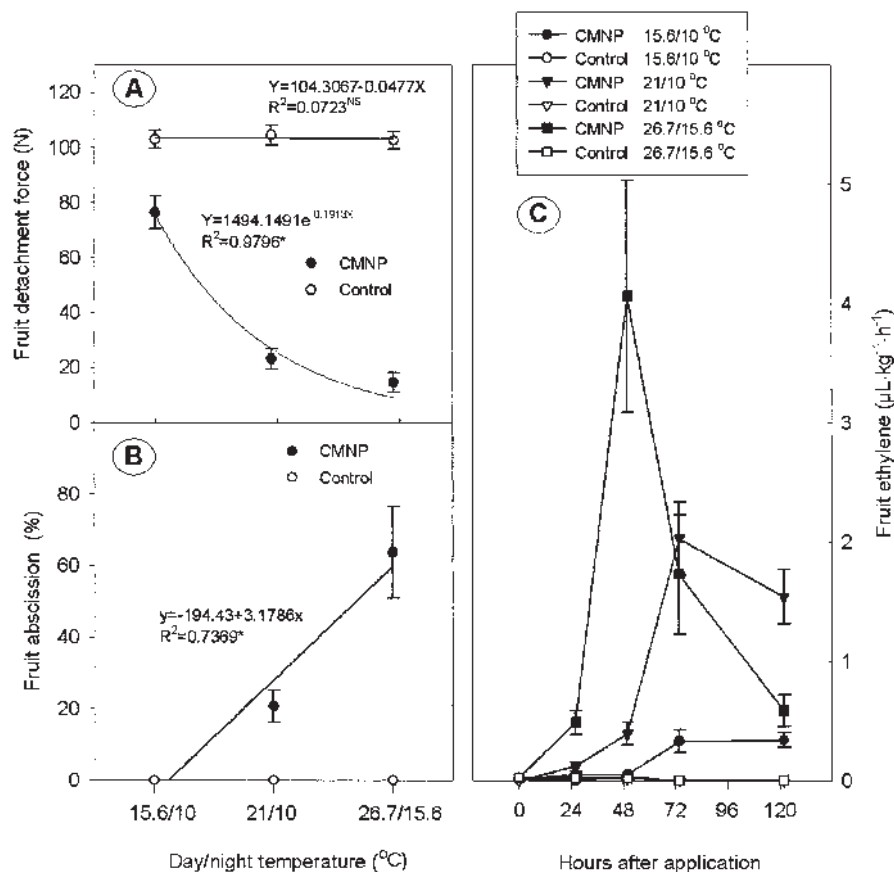 A
Y=104.3067-0.0477X
R²=0.0723ᴺˢ
Y=1494.1491e^0.1913X
R²=0.9796*
CMNP
Control
Fruit detachment force (N)
120
100
80
60
40
20
0
B
CMNP
Control
y=-194.43+3.1786x
R²=0.7369*
Fruit abscission (%)
80
60
40
20
0
15.6/10
21/10
26.7/15.6
Day/night temperature (°C)
CMNP 15.6/10 °C
Control 15.6/10 °C
CMNP 21/10 °C
Control 21/10 °C
CMNP 26.7/15.6 °C
Control 26.7/15.6 °C
C
5
4
3
2
1
0
Fruit ethylene (µL·kg⁻¹·h⁻¹)
0
24
48
72
96
120
Hours after application